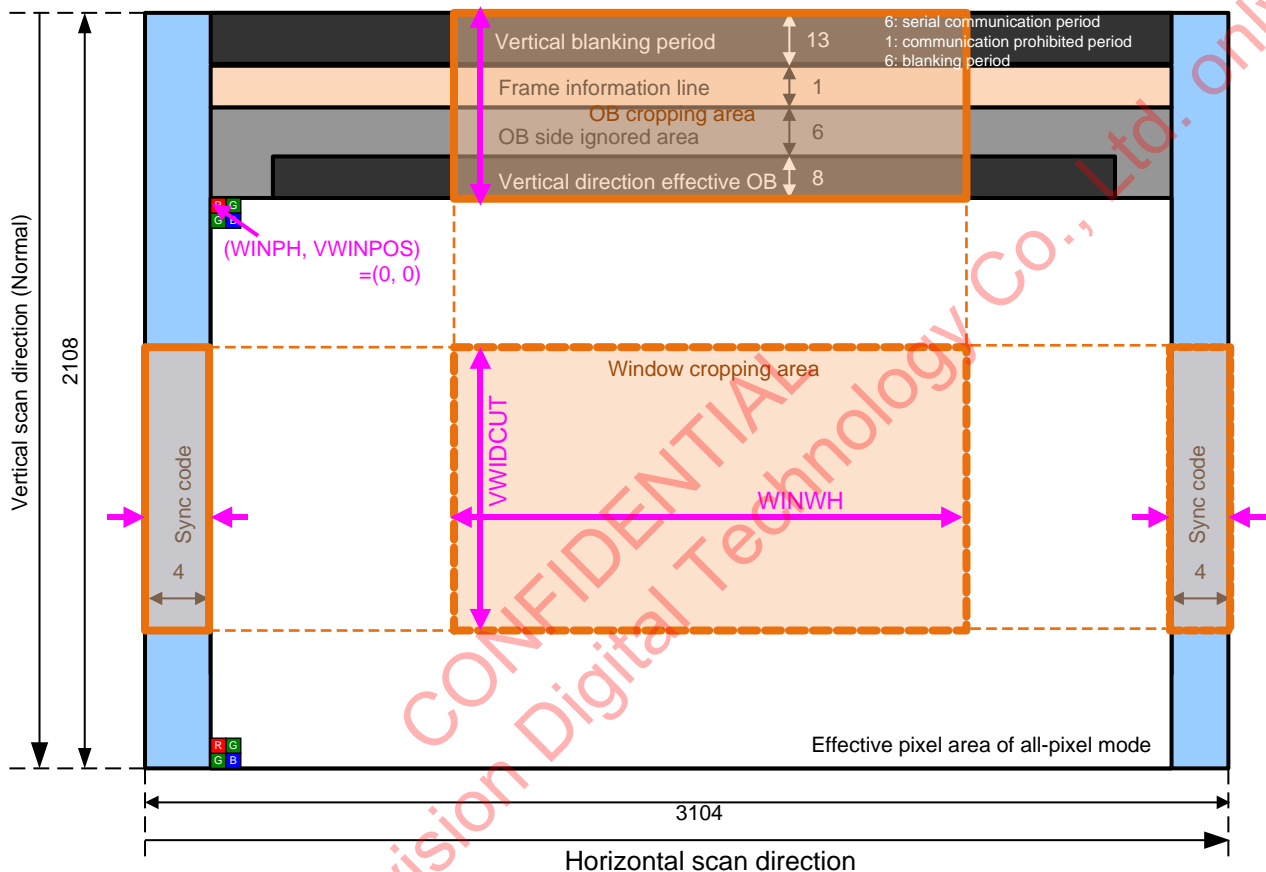 Vertical blanking period
13
6: serial communication period
1: communication prohibited period
6: blanking period
Frame information line
1
OB cropping area
OB side ignored area
6
Vertical direction effective OB
8
R G
G B
(WINPH, VWINPOS)
=(0, 0)
Vertical scan direction (Normal)
2108
Window cropping area
VWIDCUT
WINWH
Sync code
4
Sync code
4
R G
G B
Effective pixel area of all-pixel mode
3104
Horizontal scan direction
CONFIDENTIAL
Digital Technology Co., Ltd. only